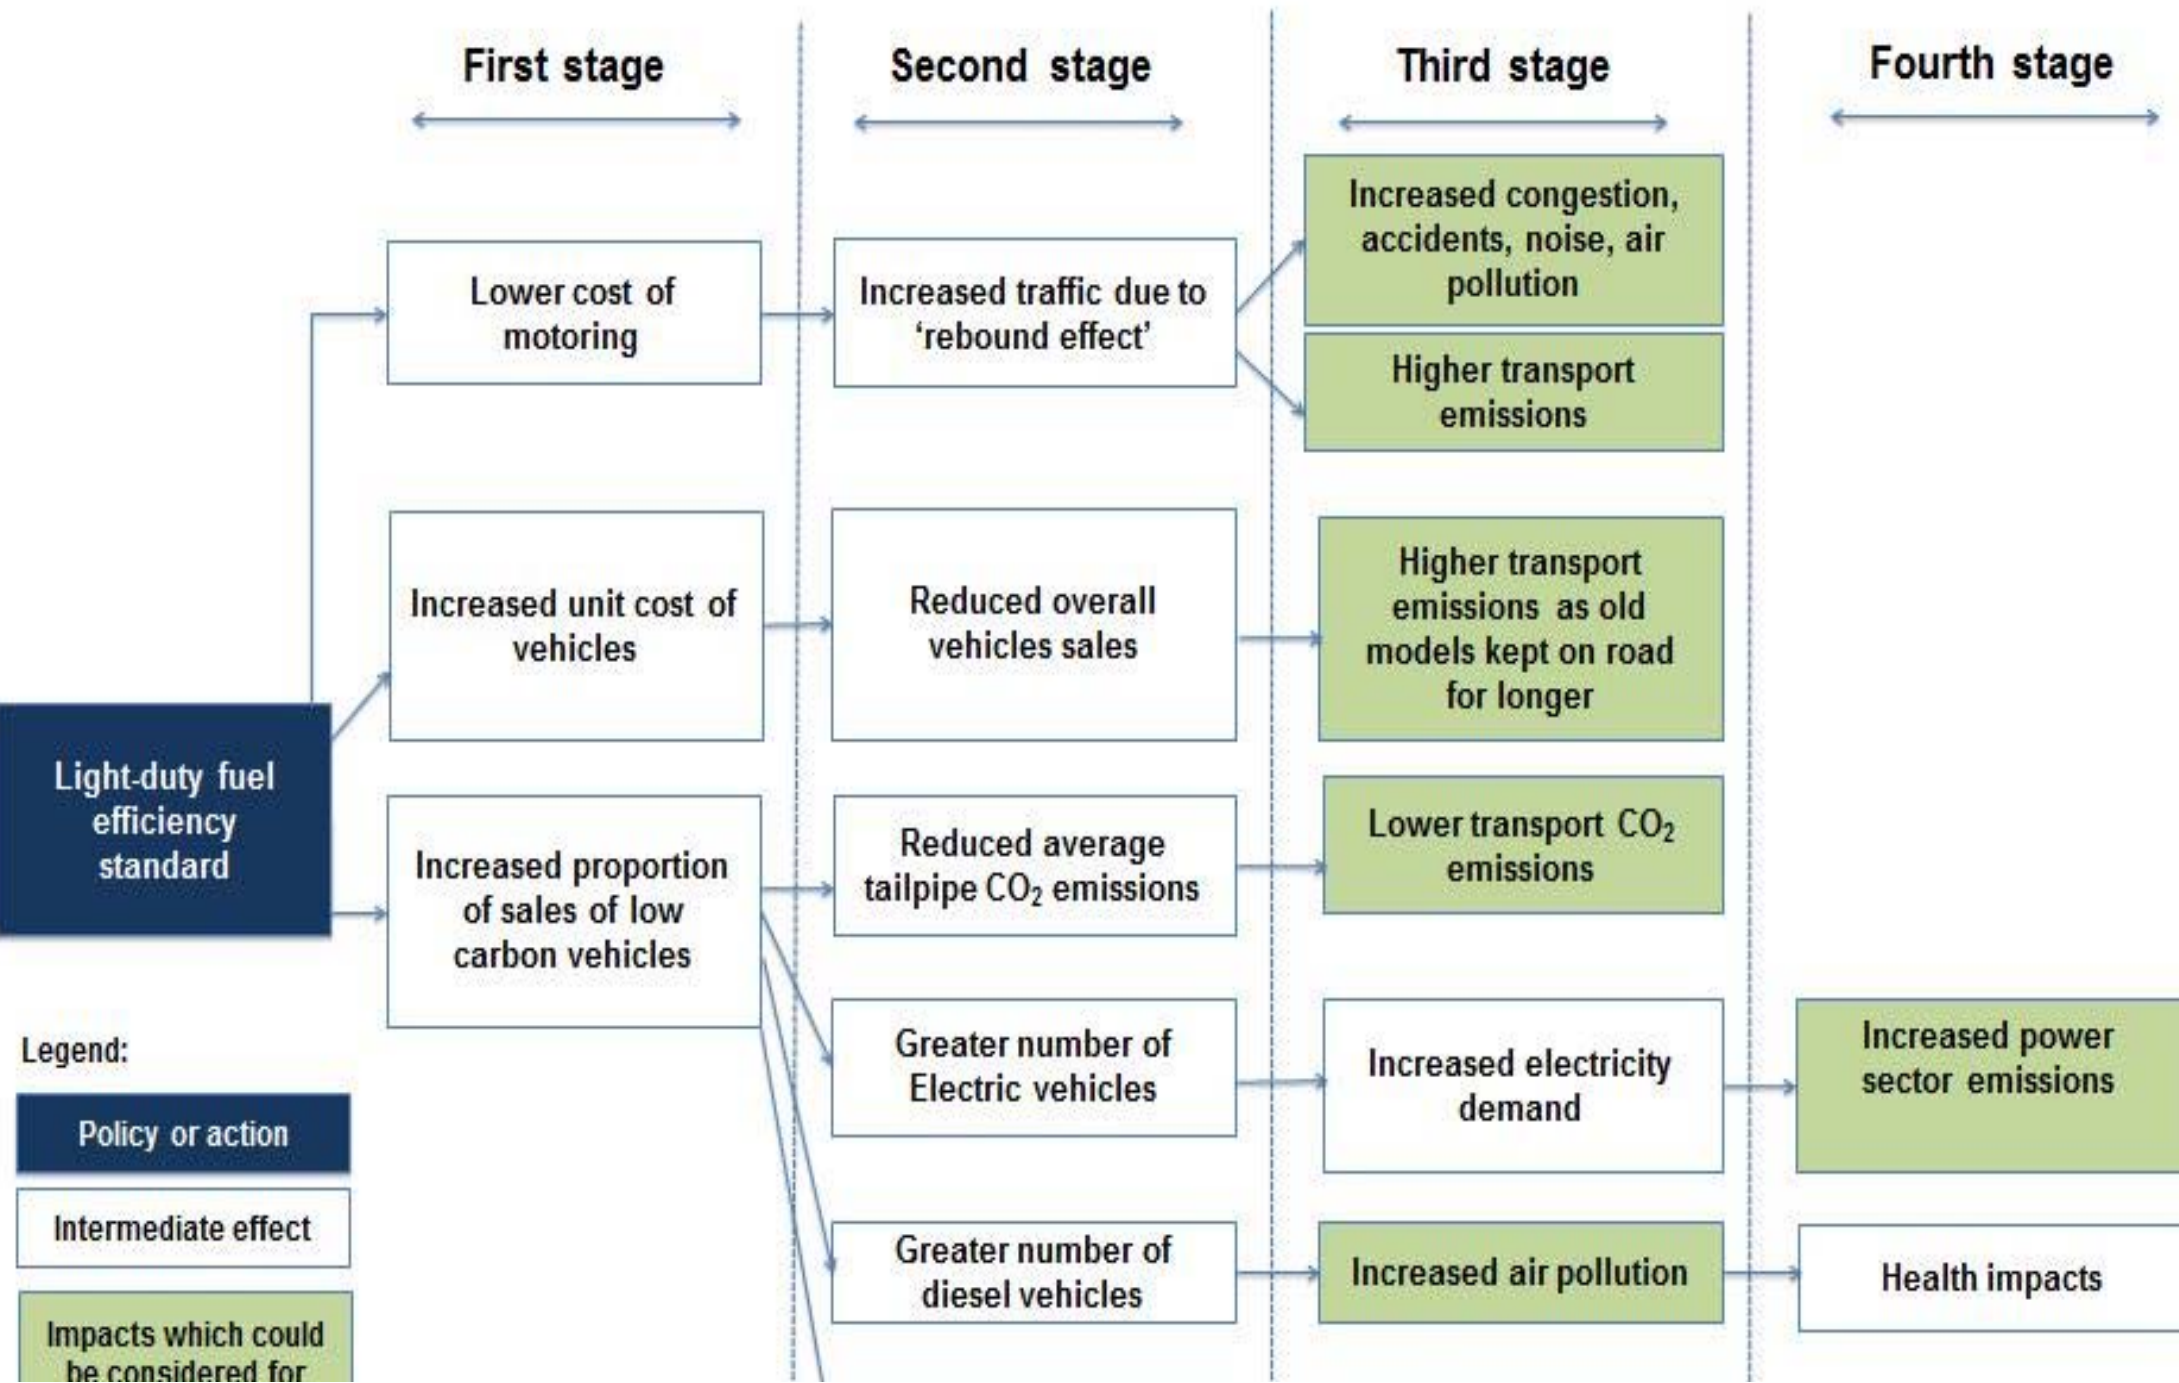 First stage
Second stage
Third stage
Fourth stage
Lower cost of
motoring
Increased traffic due to
‘rebound effect’
Increased congestion,
accidents, noise, air
pollution
Higher transport
emissions
Increased unit cost of
vehicles
Reduced overall
vehicles sales
Higher transport
emissions as old
models kept on road
for longer
Light-duty fuel
efficiency
standard
Increased proportion
of sales of low
carbon vehicles
Reduced average
tailpipe CO₂ emissions
Lower transport CO₂
emissions
Greater number of
Electric vehicles
Increased electricity
demand
Increased power
sector emissions
Greater number of
diesel vehicles
Increased air pollution
Health impacts
Legend:
Policy or action
Intermediate effect
Impacts which could
be considered for